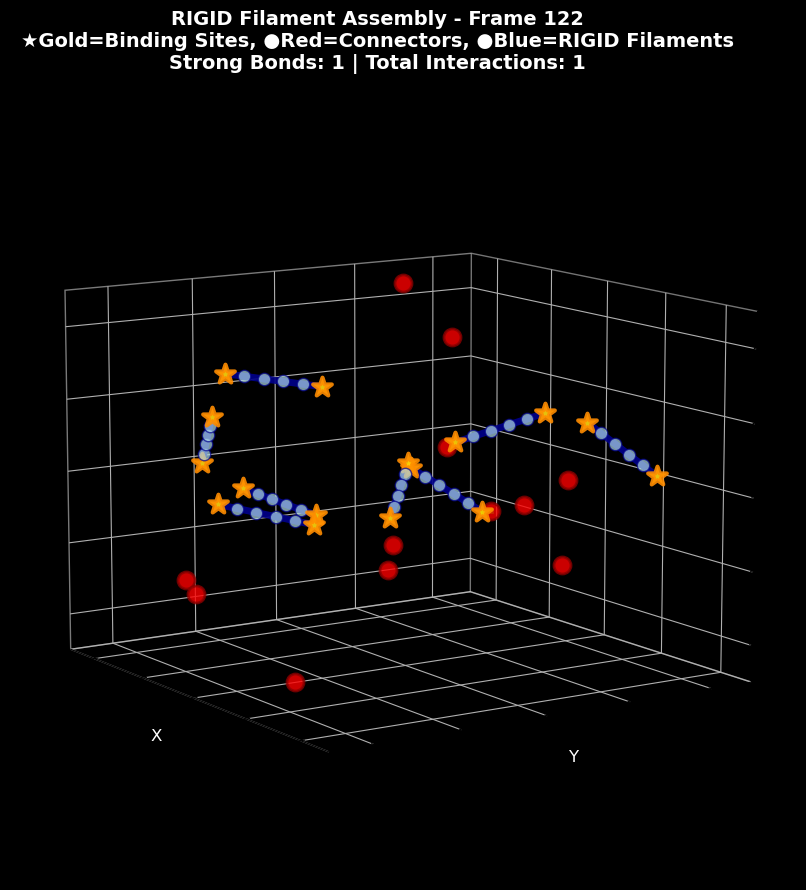 RIGID Filament Assembly - Frame 122
★Gold=Binding Sites, ●Red=Connectors, ●Blue=RIGID Filaments
Strong Bonds: 1 | Total Interactions: 1
X
Y